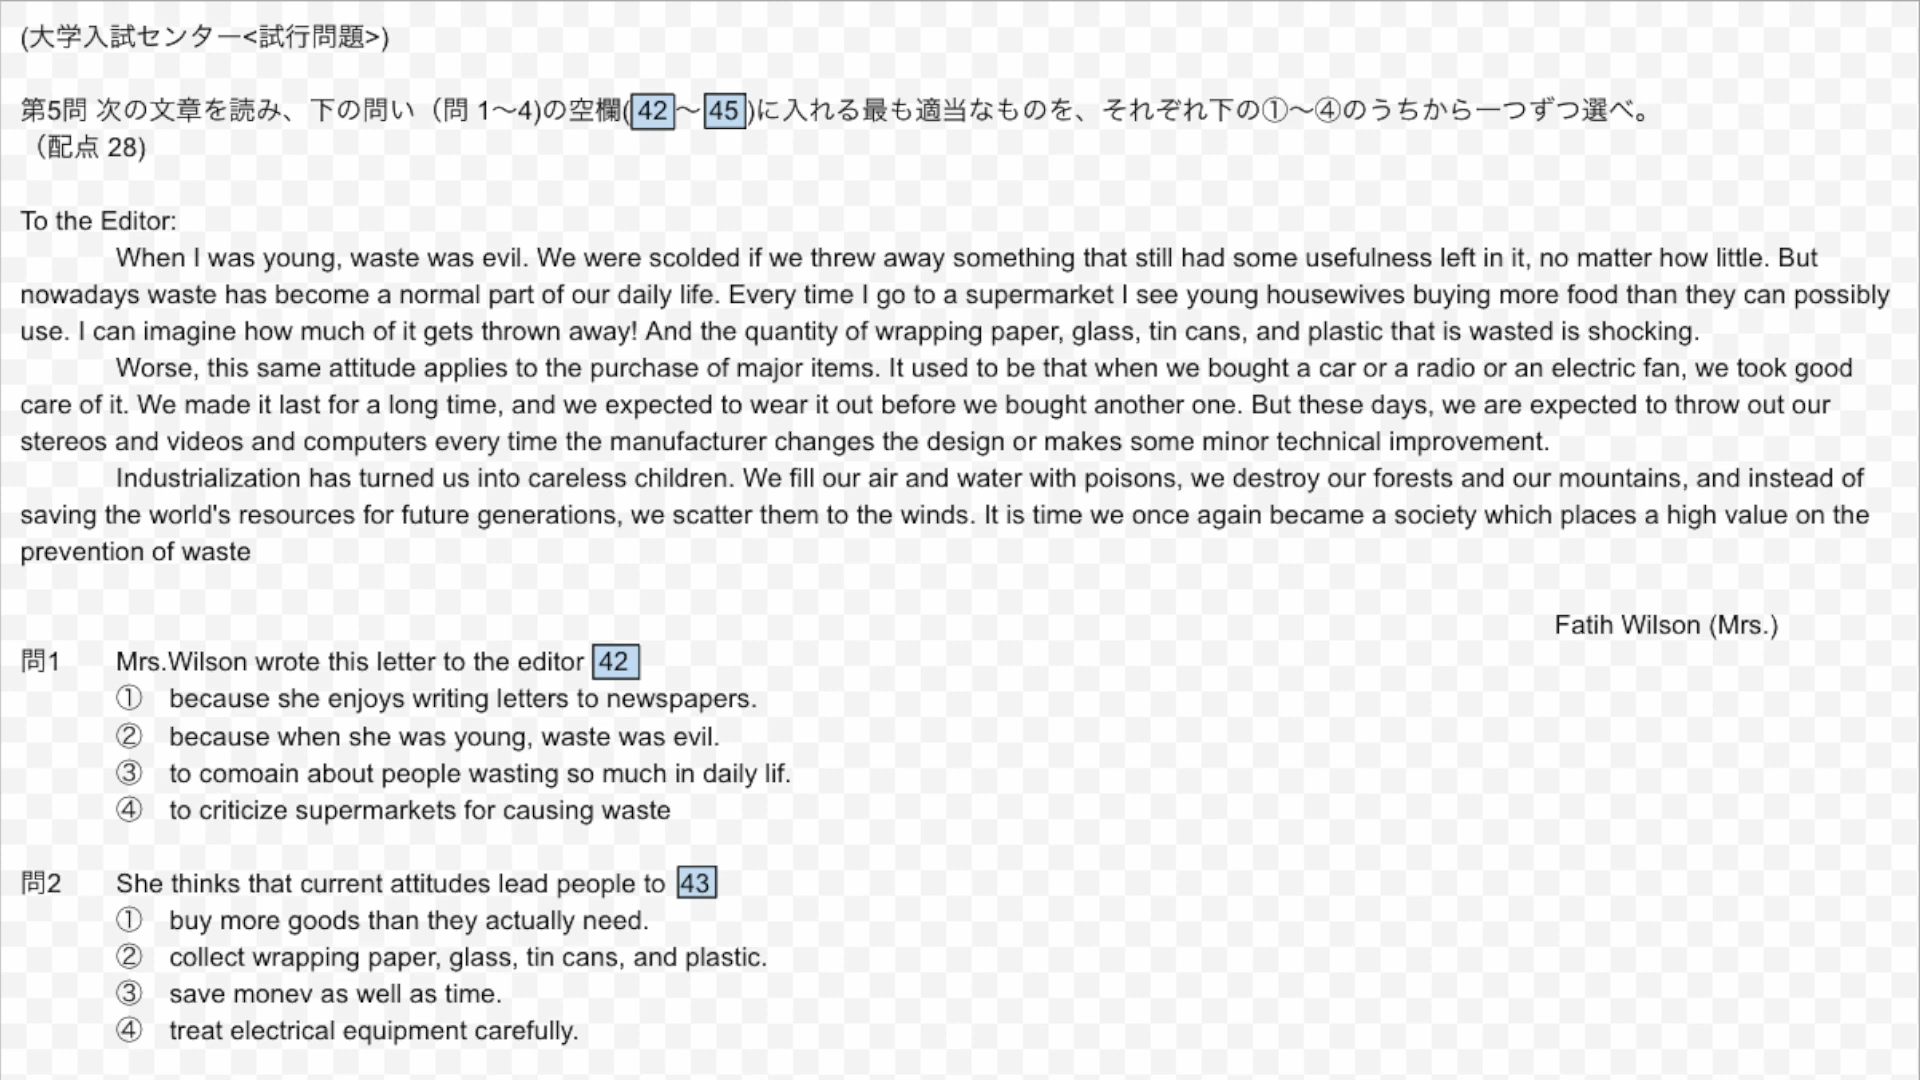 (大学入試センター<試行問題>)
第5問 次の文章を読み、下の問い（問 1～4)の空欄(42～45)に入れる最も適当なものを、それぞれ下の①～④のうちから一つずつ選べ。
（配点 28)
To the Editor:
When I was young, waste was evil. We were scolded if we threw away something that still had some usefulness left in it, no matter how little. But
nowadays waste has become a normal part of our daily life. Every time I go to a supermarket I see young housewives buying more food than they can possibly
use. I can imagine how much of it gets thrown away! And the quantity of wrapping paper, glass, tin cans, and plastic that is wasted is shocking.
Worse, this same attitude applies to the purchase of major items. It used to be that when we bought a car or a radio or an electric fan, we took good
care of it. We made it last for a long time, and we expected to wear it out before we bought another one. But these days, we are expected to throw out our
stereos and videos and computers every time the manufacturer changes the design or makes some minor technical improvement.
Industrialization has turned us into careless children. We fill our air and water with poisons, we destroy our forests and our mountains, and instead of
saving the world's resources for future generations, we scatter them to the winds. It is time we once again became a society which places a high value on the
prevention of waste
Fatih Wilson (Mrs.)
問1 Mrs.Wilson wrote this letter to the editor 42
① because she enjoys writing letters to newspapers.
② because when she was young, waste was evil.
③ to comoain about people wasting so much in daily lif.
④ to criticize supermarkets for causing waste
問2 She thinks that current attitudes lead people to 43
① buy more goods than they actually need.
② collect wrapping paper, glass, tin cans, and plastic.
③ save monev as well as time.
④ treat electrical equipment carefully.